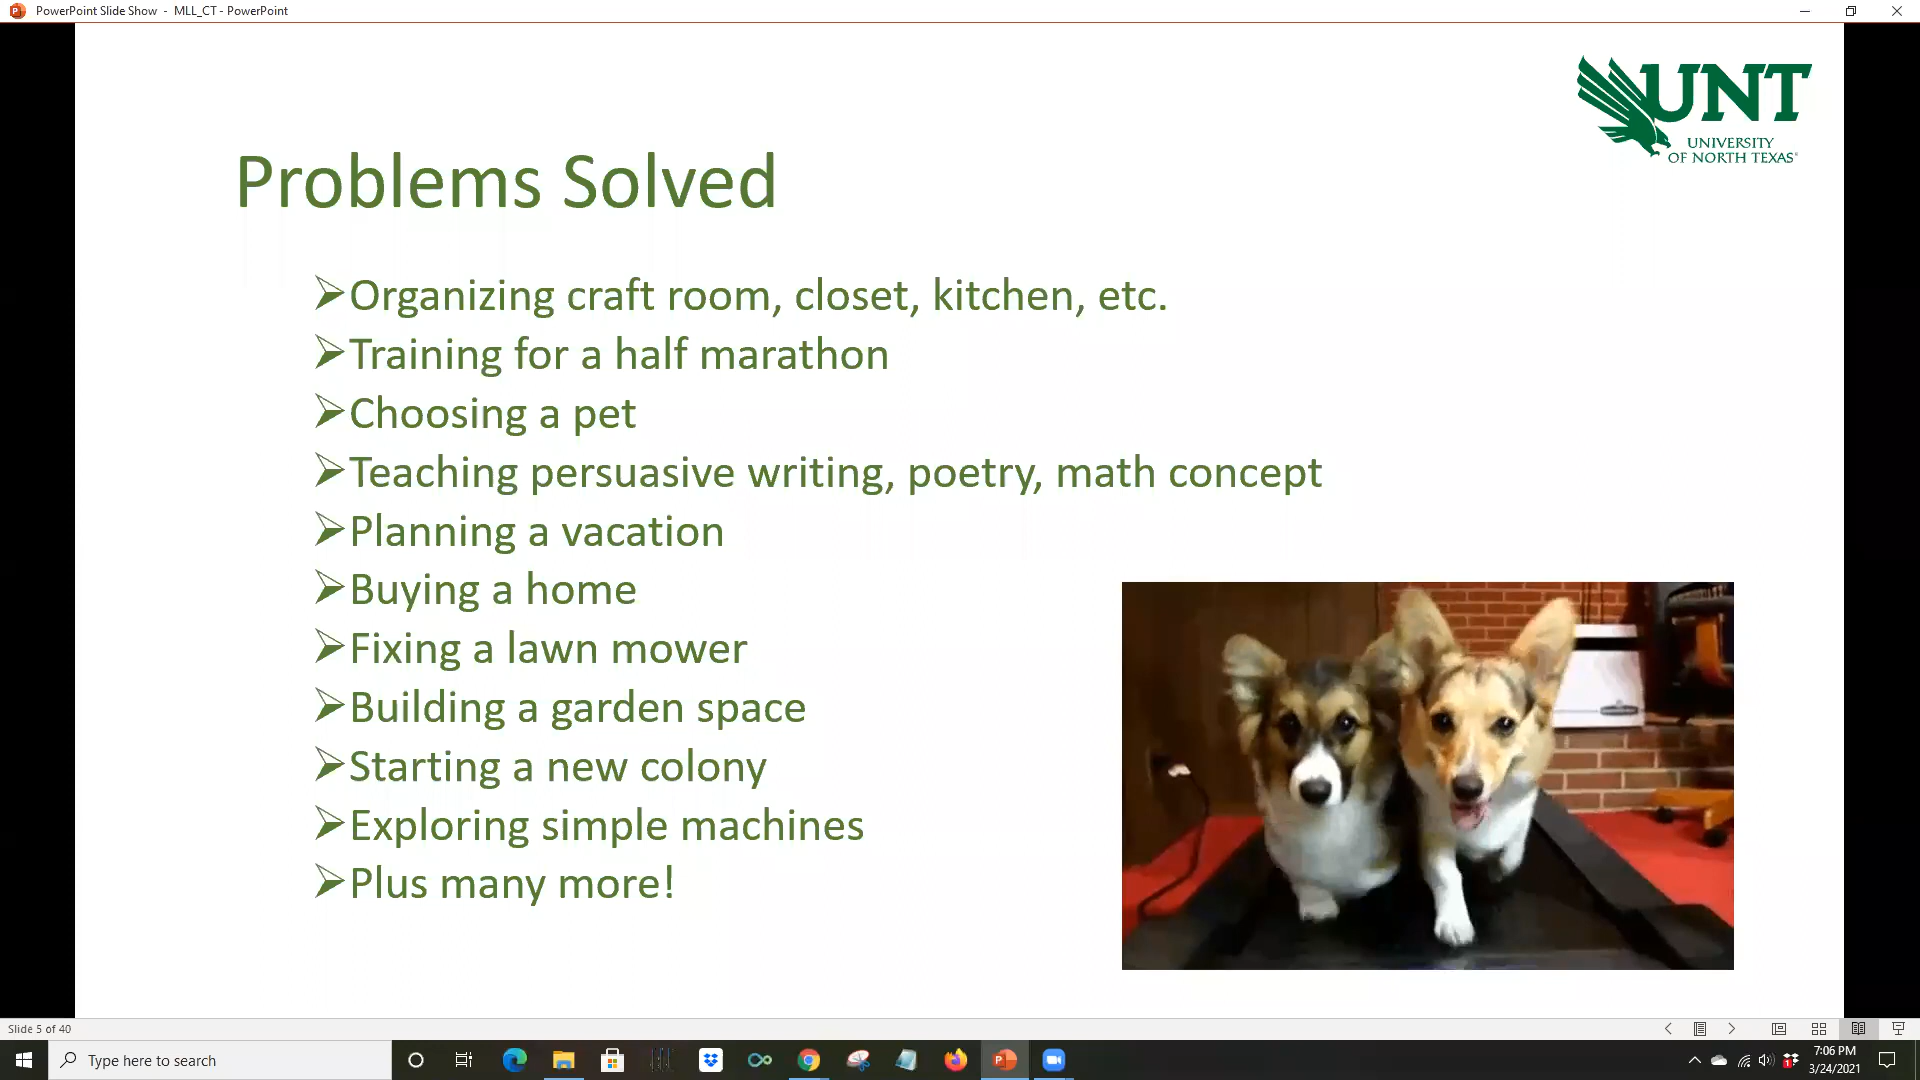 PowerPoint Slide Show - MLL_CT - PowerPoint
UNT
UNIVERSITY
OF NORTH TEXAS®
Problems Solved
➢Organizing craft room, closet, kitchen, etc.
➢Training for a half marathon
➢Choosing a pet
➢Teaching persuasive writing, poetry, math concept
➢Planning a vacation
➢Buying a home
➢Fixing a lawn mower
➢Building a garden space
➢Starting a new colony
➢Exploring simple machines
➢Plus many more!
Slide 5 of 40
Type here to search
7:06 PM
3/24/2021